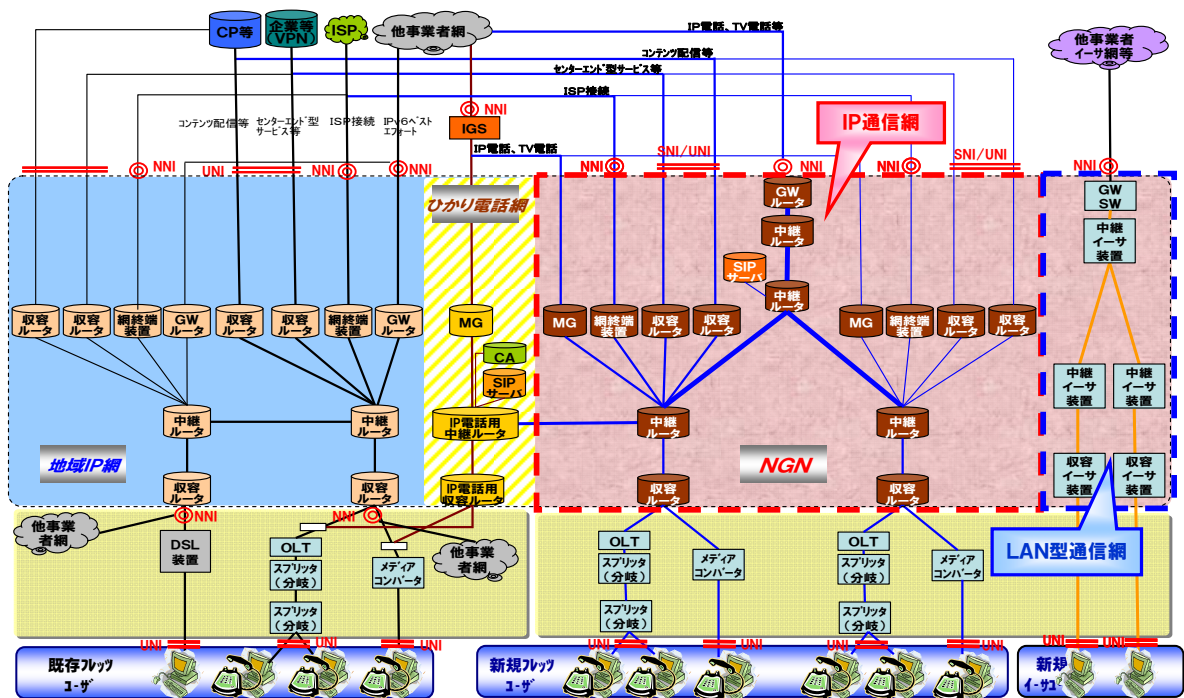 CP等
企業等
(VPN)
ISP
他事業者網
IP電話、TV電話等
コンテンツ配信等
センターエンド型サービス等
ISP接続
他事業者
イーサ網等
コンテンツ配信等
センターエンド型
サービス等
ISP接続
IPv6ベスト
エフォート
NNI
IGS
IP電話、TV電話
IP通信網
NNI
UNI
NNI
NNI
NNI
SNI/UNI
NNI
NNI
SNI/UNI
NNI
ひかり電話網
GW
ルータ
中継
ルータ
SIP
サーバ
中継
ルータ
GW
SW
中継
イーサ
装置
収容
ルータ
収容
ルータ
網終端
装置
GW
ルータ
収容
ルータ
収容
ルータ
網終端
装置
GW
ルータ
MG
MG
網終端
装置
収容
ルータ
収容
ルータ
MG
網終端
装置
収容
ルータ
収容
ルータ
CA
SIP
サーバ
中継
イーサ
装置
中継
イーサ
装置
中継
ルータ
中継
ルータ
IP電話用
中継ルータ
中継
ルータ
中継
ルータ
地域IP網
NGN
収容
ルータ
収容
ルータ
IP電話用
収容ルータ
収容
ルータ
収容
ルータ
収容
イーサ
装置
収容
イーサ
装置
NNI
NNI
他事業
者網
DSL
装置
OLT
スプリッタ
(分岐)
スプリッタ
(分岐)
メディア
コンバータ
他事業
者網
OLT
スプリッタ
(分岐)
スプリッタ
(分岐)
メディア
コンバータ
OLT
スプリッタ
(分岐)
スプリッタ
(分岐)
メディア
コンバータ
LAN型通信網
UNI
UNI
UNI
UNI
UNI
UNI
UNI
UNI
UNI
既存フレッツ
ユーザ
新規フレッツ
ユーザ
新規
イーサユ